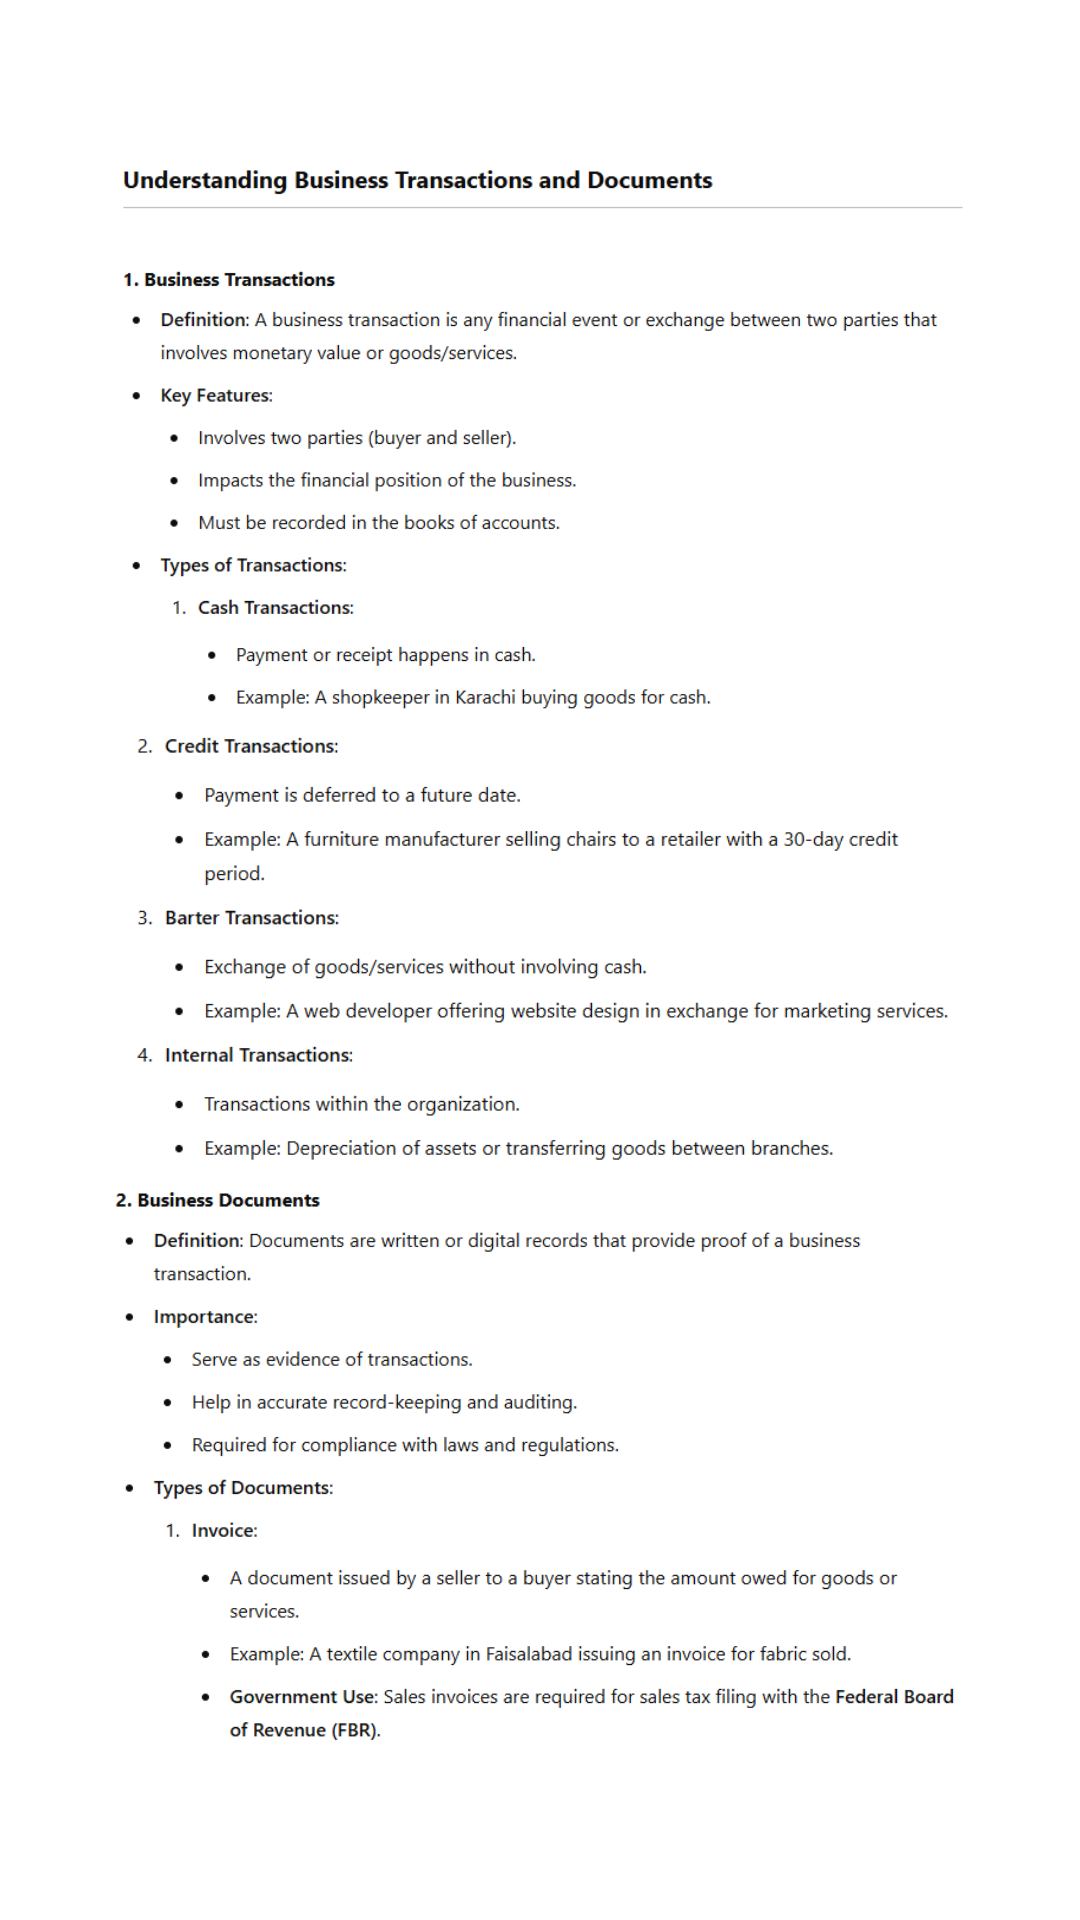 Understanding Business Transactions and Documents
1. Business Transactions
• Definition: A business transaction is any financial event or exchange between two parties that
involves monetary value or goods/services.
• Key Features:
• Involves two parties (buyer and seller).
• Impacts the financial position of the business.
• Must be recorded in the books of accounts.
• Types of Transactions:
1. Cash Transactions:
• Payment or receipt happens in cash.
• Example: A shopkeeper in Karachi buying goods for cash.
2. Credit Transactions:
• Payment is deferred to a future date.
• Example: A furniture manufacturer selling chairs to a retailer with a 30-day credit
period.
3. Barter Transactions:
• Exchange of goods/services without involving cash.
• Example: A web developer offering website design in exchange for marketing services.
4. Internal Transactions:
• Transactions within the organization.
• Example: Depreciation of assets or transferring goods between branches.
2. Business Documents
• Definition: Documents are written or digital records that provide proof of a business
transaction.
• Importance:
• Serve as evidence of transactions.
• Help in accurate record-keeping and auditing.
• Required for compliance with laws and regulations.
• Types of Documents:
1. Invoice:
• A document issued by a seller to a buyer stating the amount owed for goods or
services.
• Example: A textile company in Faisalabad issuing an invoice for fabric sold.
• Government Use: Sales invoices are required for sales tax filing with the Federal Board
of Revenue (FBR).